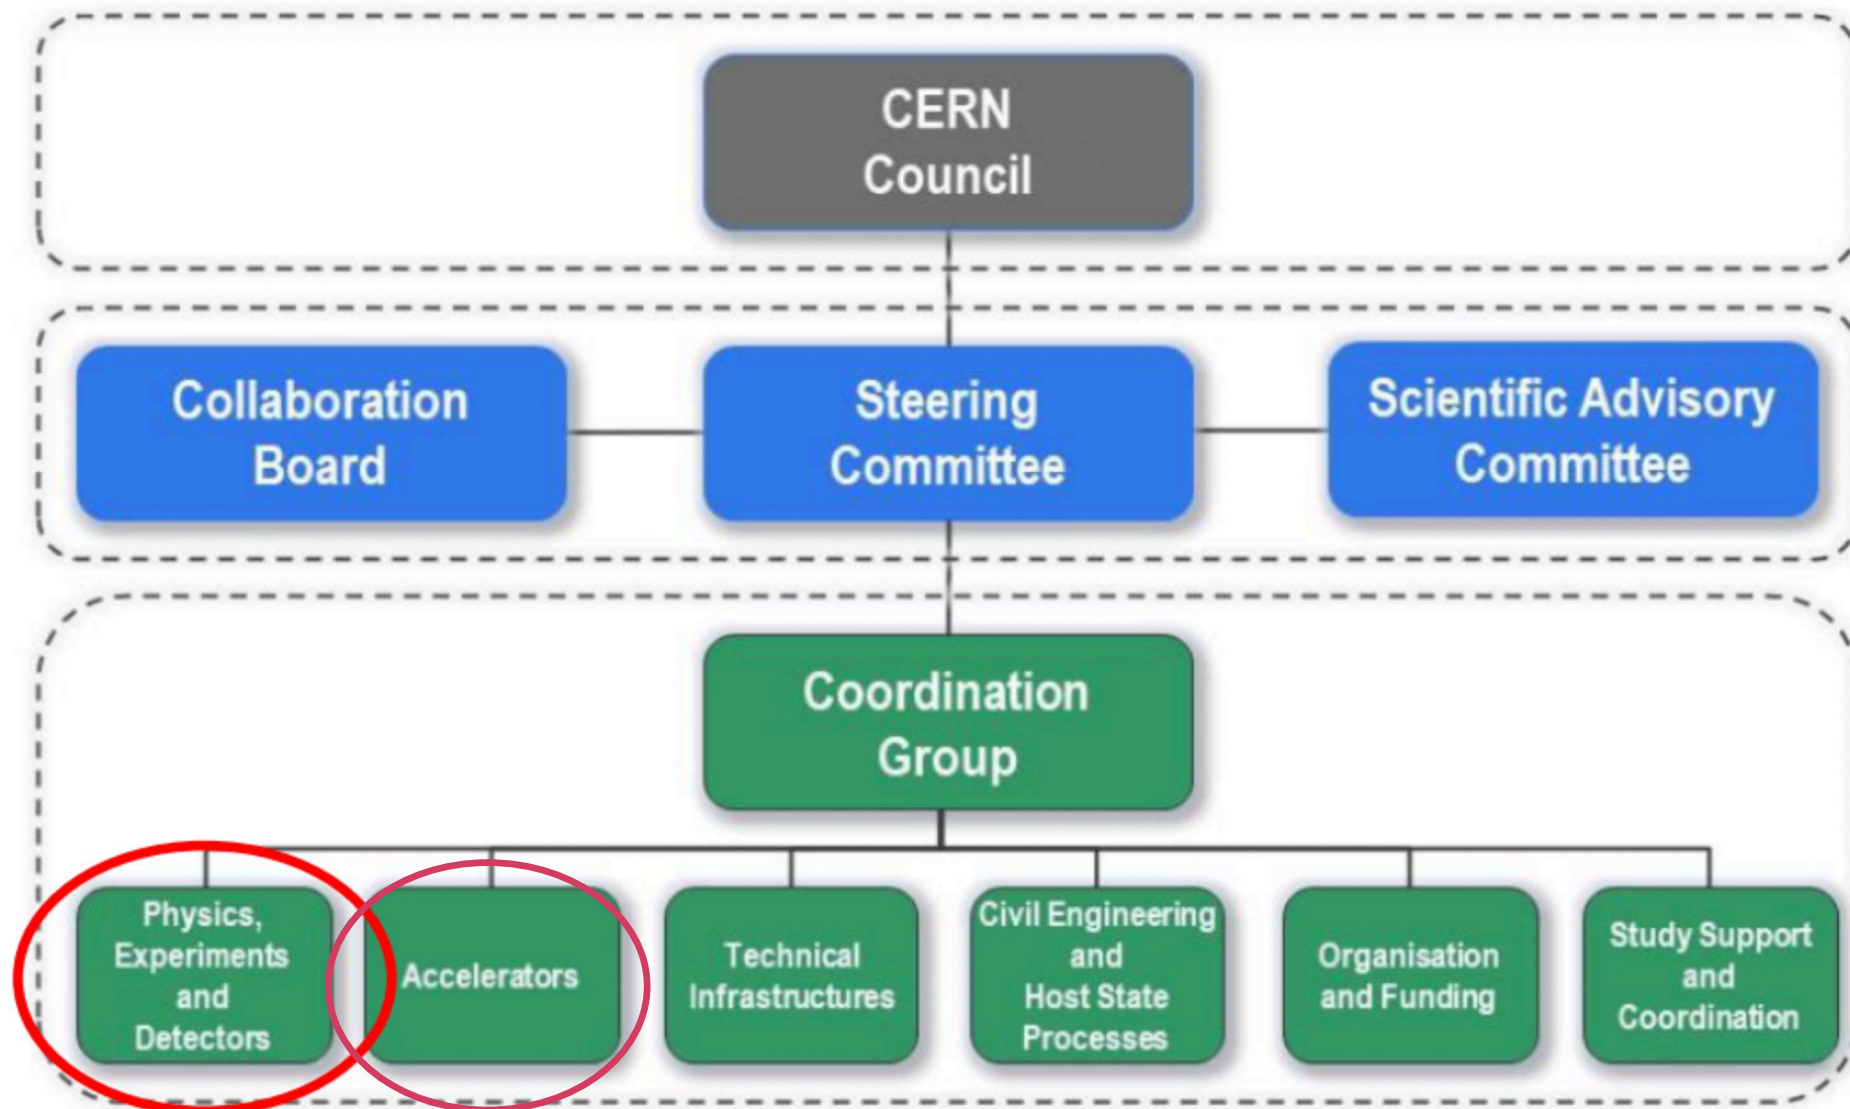 CERN
Council
Collaboration
Board
Steering
Committee
Scientific Advisory
Committee
Coordination
Group
Physics,
Experiments
and
Detectors
Accelerators
Technical
Infrastructures
Civil Engineering
and
Host State
Processes
Organisation
and Funding
Study Support
and
Coordination